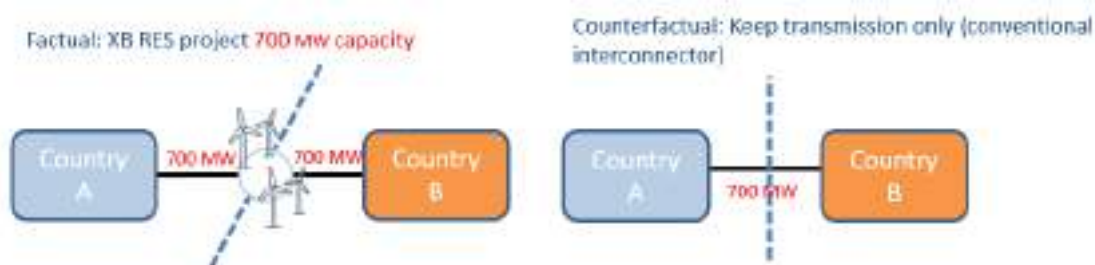 Factual: XB RES project 700 MW capacity
Country
A
700 MW
700 MW
Country
B
Counterfactual: Keep transmission only (conventional
interconnector)
Country
A
700 MW
Country
B